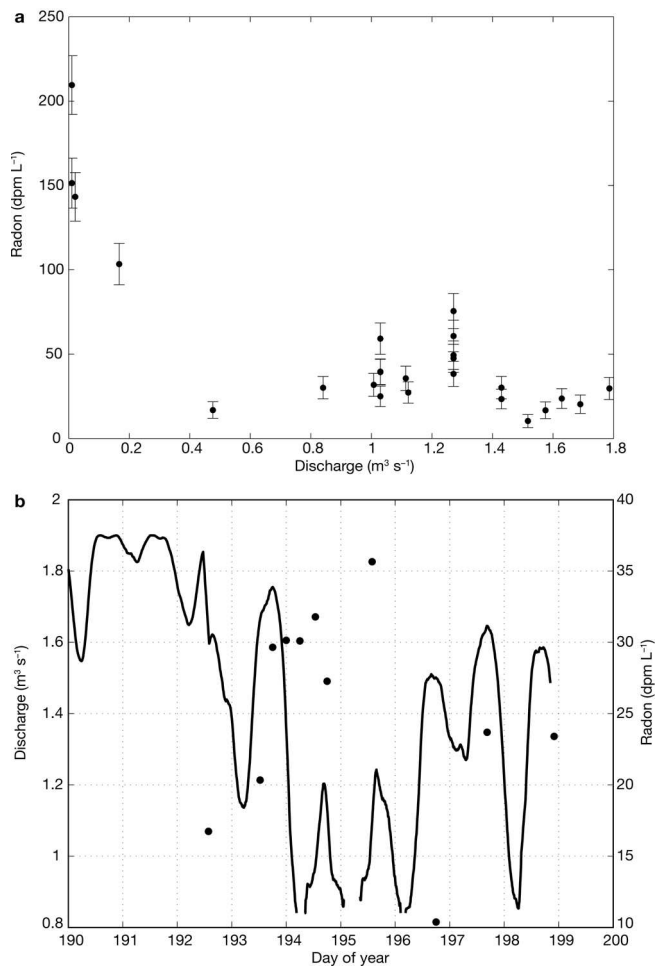 a
250
200
150
100
50
0
Radon (dpm L⁻¹)
0 0.2 0.4 0.6 0.8 1 1.2 1.4 1.6 1.8
Discharge (m³ s⁻¹)
b
2
1.8
1.6
1.4
1.2
1
0.8
Discharge (m³ s⁻¹)
40
35
30
25
20
15
10
Radon (dpm L⁻¹)
190 191 192 193 194 195 196 197 198 199 200
Day of year